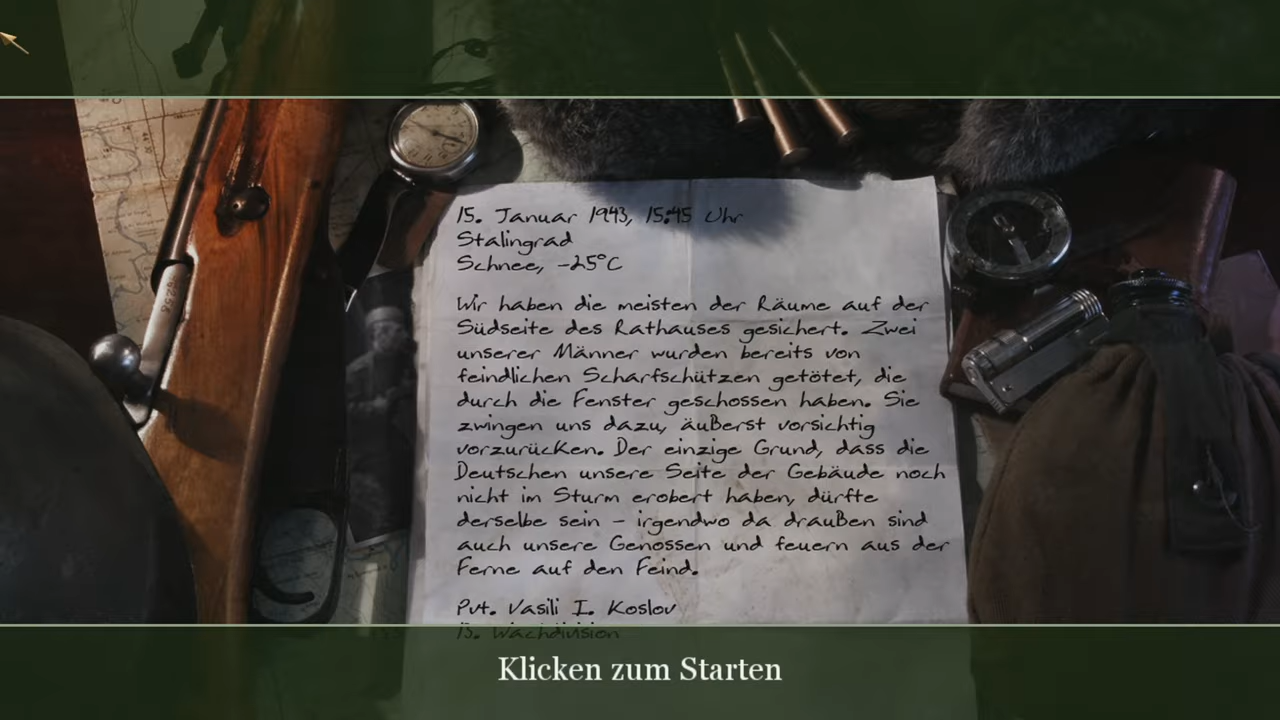 15. Januar 1943, 15:45 Uhr
Stalingrad
Schnee, -25°C
Wir haben die meisten der Räume auf der
Südseite des Rathauses gesichert. Zwei
unserer Männer wurden bereits von
feindlichen Scharfschützen getötet, die
durch die Fenster geschossen haben. Sie
zwingen uns dazu, äußerst vorsichtig
vorzurücken. Der einzige Grund, dass die
Deutschen unsere Seite der Gebäude noch
nicht im Sturm erobert haben, dürfte
derselbe sein - irgendwo da draußen sind
auch unsere Genossen und feuern aus der
Ferne auf den Feind.
Pvt. Vasili I. Koslov
13. Wachdivision
Klicken zum Starten